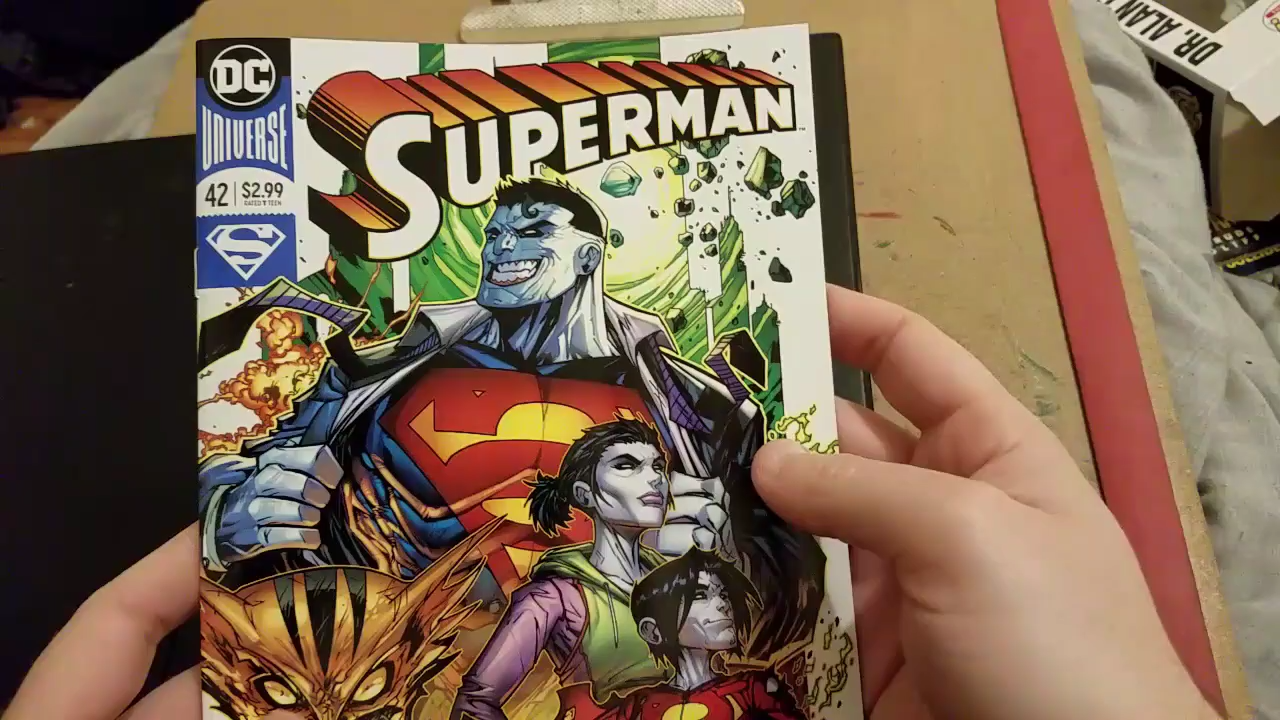 DC
UNIVERSE
42 | $2.99
RATED T TEEN
SUPERMAN
DR. ALAN